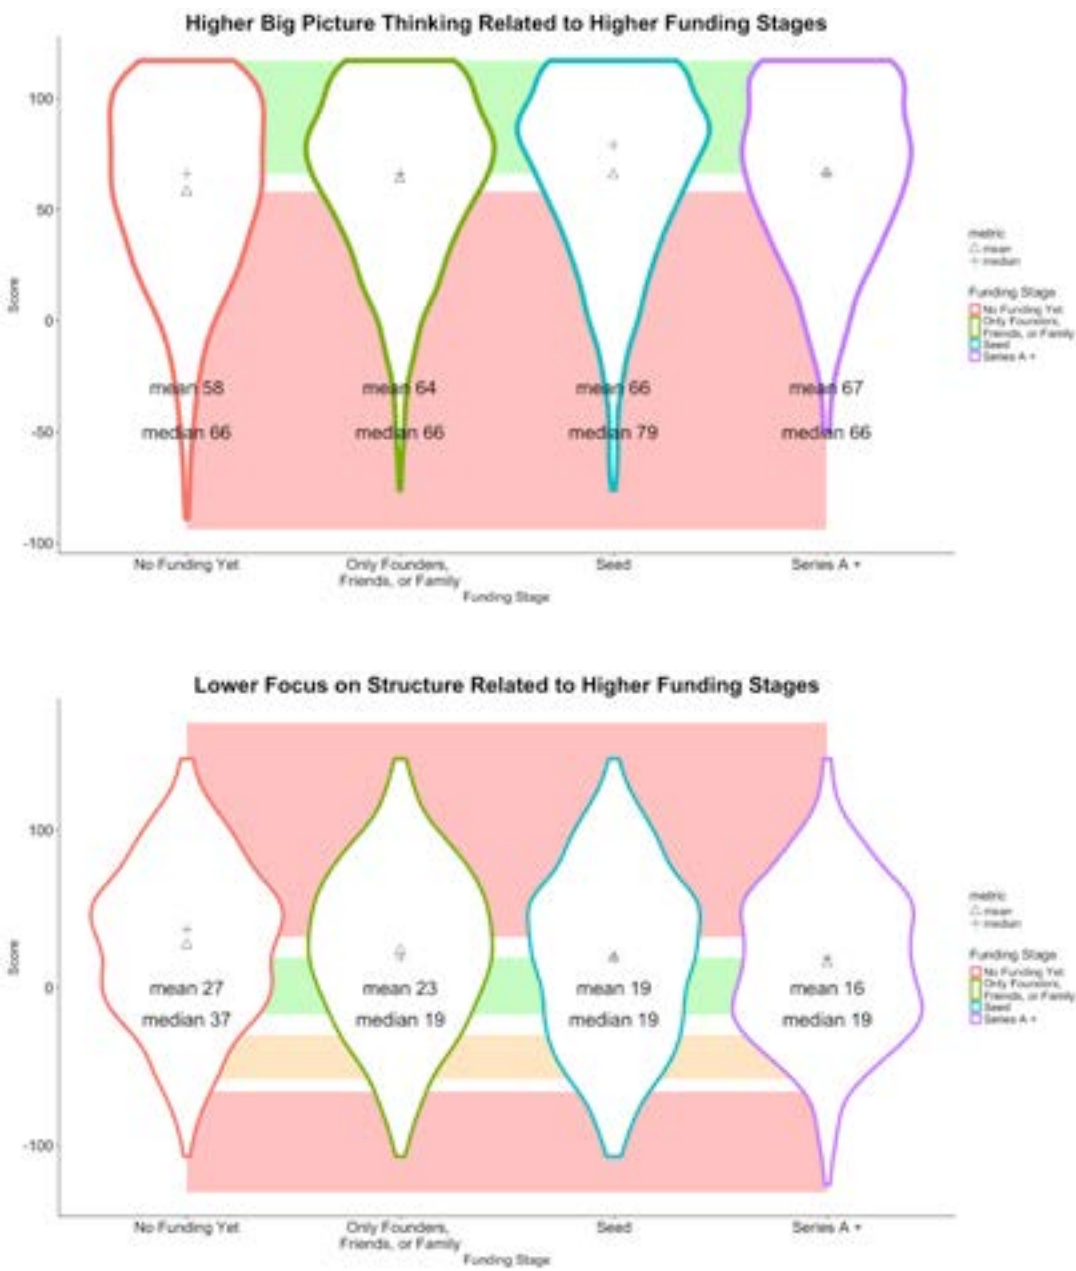 Higher Big Picture Thinking Related to Higher Funding Stages
100
50
0
-50
-100
Score
mean 58
mean 64
mean 66
mean 67
median 66
median 66
median 79
median 66
No Funding Yet
Only Founders,
Friends, or Family
Seed
Series A +
Funding Stage
metric
mean
median
Funding Stage
No Funding Yet
Only Founders,
Friends, or Family
Seed
Series A +
Lower Focus on Structure Related to Higher Funding Stages
100
0
-100
Score
mean 27
mean 23
mean 19
mean 16
median 37
median 19
median 19
median 19
No Funding Yet
Only Founders,
Friends, or Family
Seed
Series A +
Funding Stage
metric
mean
median
Funding Stage
No Funding Yet
Only Founders,
Friends, or Family
Seed
Series A +